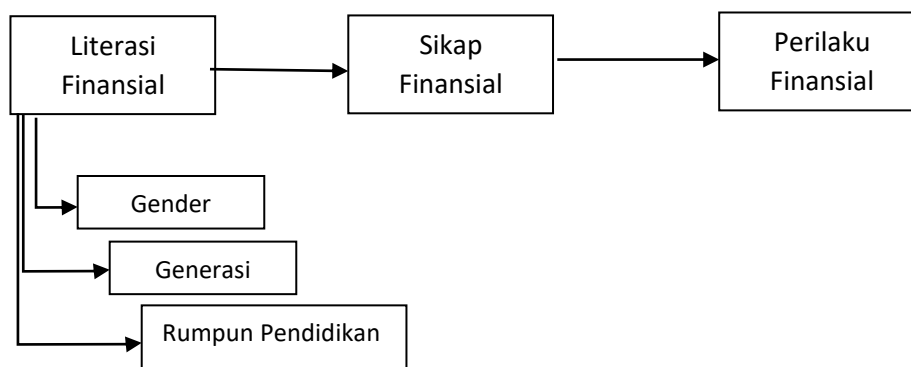 Literasi
Finansial
Sikap
Finansial
Perilaku
Finansial
Gender
Generasi
Rumpun Pendidikan